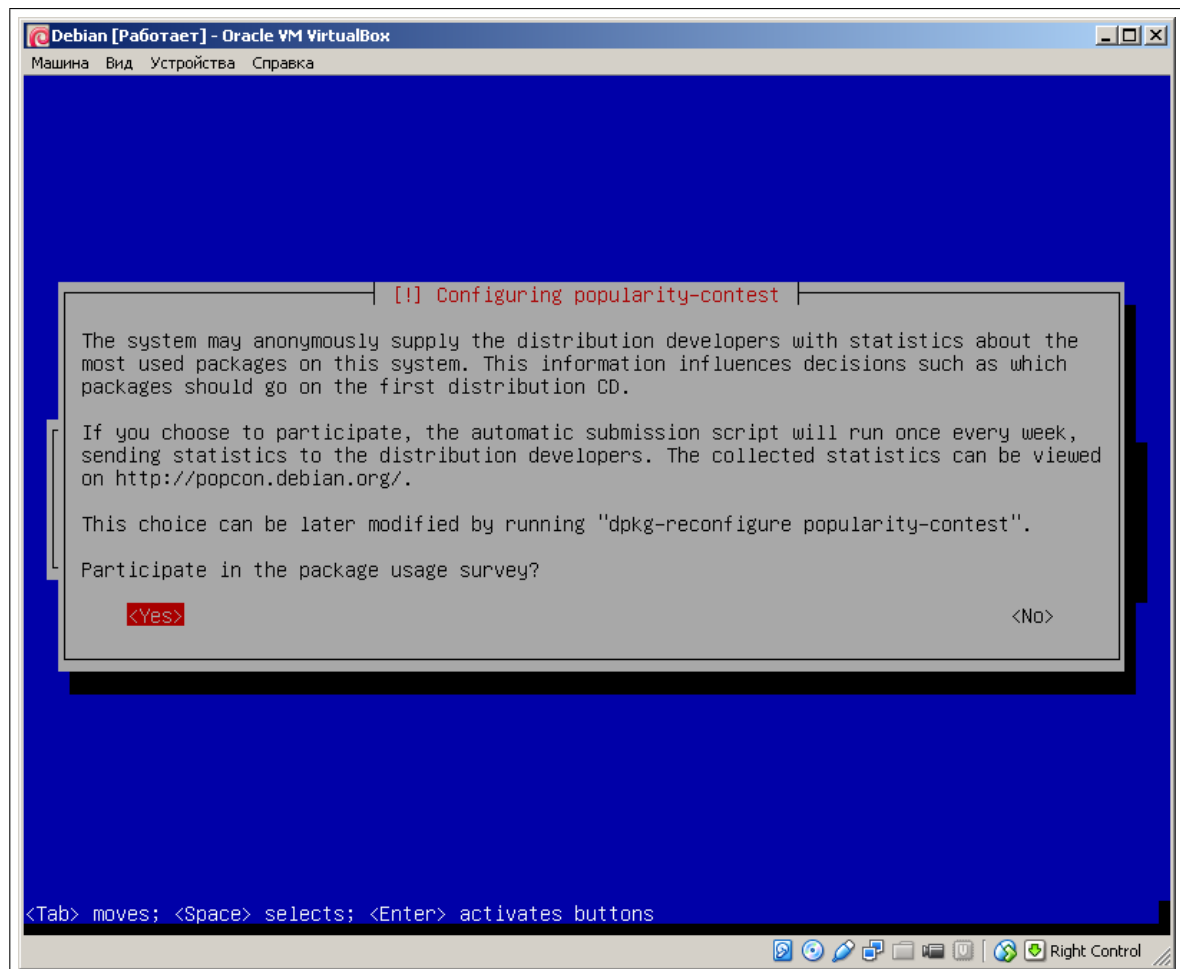 Debian [Работает] - Oracle VM VirtualBox
Машина Вид Устройства Справка
[!] Configuring popularity-contest
The system may anonymously supply the distribution developers with statistics about the
most used packages on this system. This information influences decisions such as which
packages should go on the first distribution CD.
If you choose to participate, the automatic submission script will run once every week,
sending statistics to the distribution developers. The collected statistics can be viewed
on http://popcon.debian.org/.
This choice can be later modified by running "dpkg-reconfigure popularity-contest".
Participate in the package usage survey?
<Yes> <No>
<Tab> moves; <Space> selects; <Enter> activates buttons
Right Control